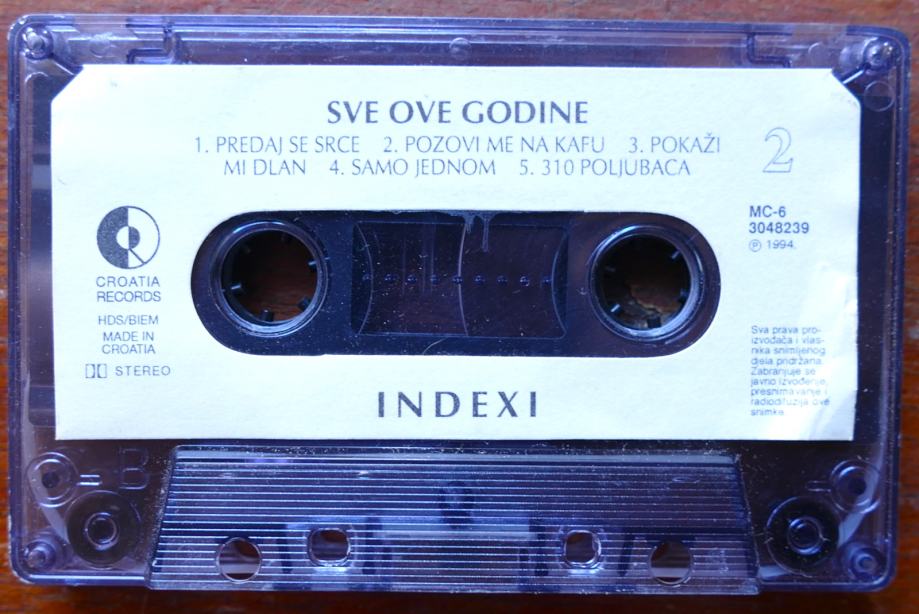 SVE OVE GODINE
1. PREDAJ SE SRCE 2. POZOVI ME NA KAFU 3. POKAŽI
MI DLAN 4. SAMO JEDNOM 5. 310 POLJUBACA
2
MC-6
3048239
℗ 1994.
CROATIA
RECORDS
HDS/BIEM
MADE IN
CROATIA
STEREO
Sva prava pro-
izvođača i vlas-
nika snimljenog
djela pridržana.
Zabranjuje se
javno izvođenje,
presnimavanje i
radiodifuzija ove
snimke.
INDEXI
B